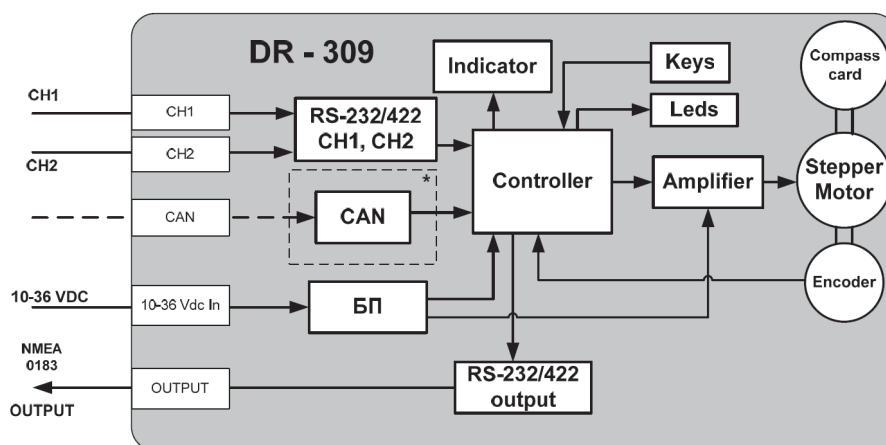 DR - 309
Compass
card
Indicator
Keys
Leds
CH1
CH1
RS-232/422
CH1, CH2
CH2
CH2
Controller
Amplifier
Stepper
Motor
CAN
*
CAN
10-36 VDC
10-36 Vdc In
БП
Encoder
NMEA
0183
OUTPUT
OUTPUT
RS-232/422
output